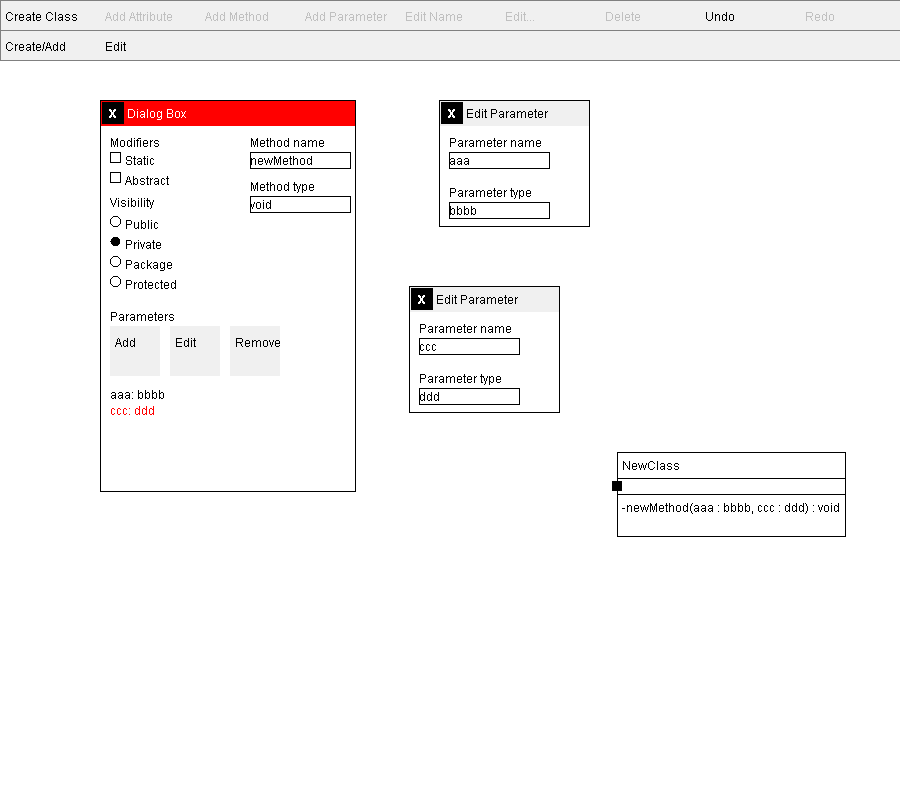 Create Class Add Attribute Add Method Add Parameter Edit Name Edit... Delete Undo Redo
Create/Add Edit
X Dialog Box
Modifiers
Static
Abstract
Visibility
Public
Private
Package
Protected
Method name
newMethod
Method type
void
Parameters
Add Edit Remove
aaa: bbbb
ccc: ddd
X Edit Parameter
Parameter name
aaa
Parameter type
bbbb
X Edit Parameter
Parameter name
ccc
Parameter type
ddd
NewClass
-newMethod(aaa : bbbb, ccc : ddd) : void